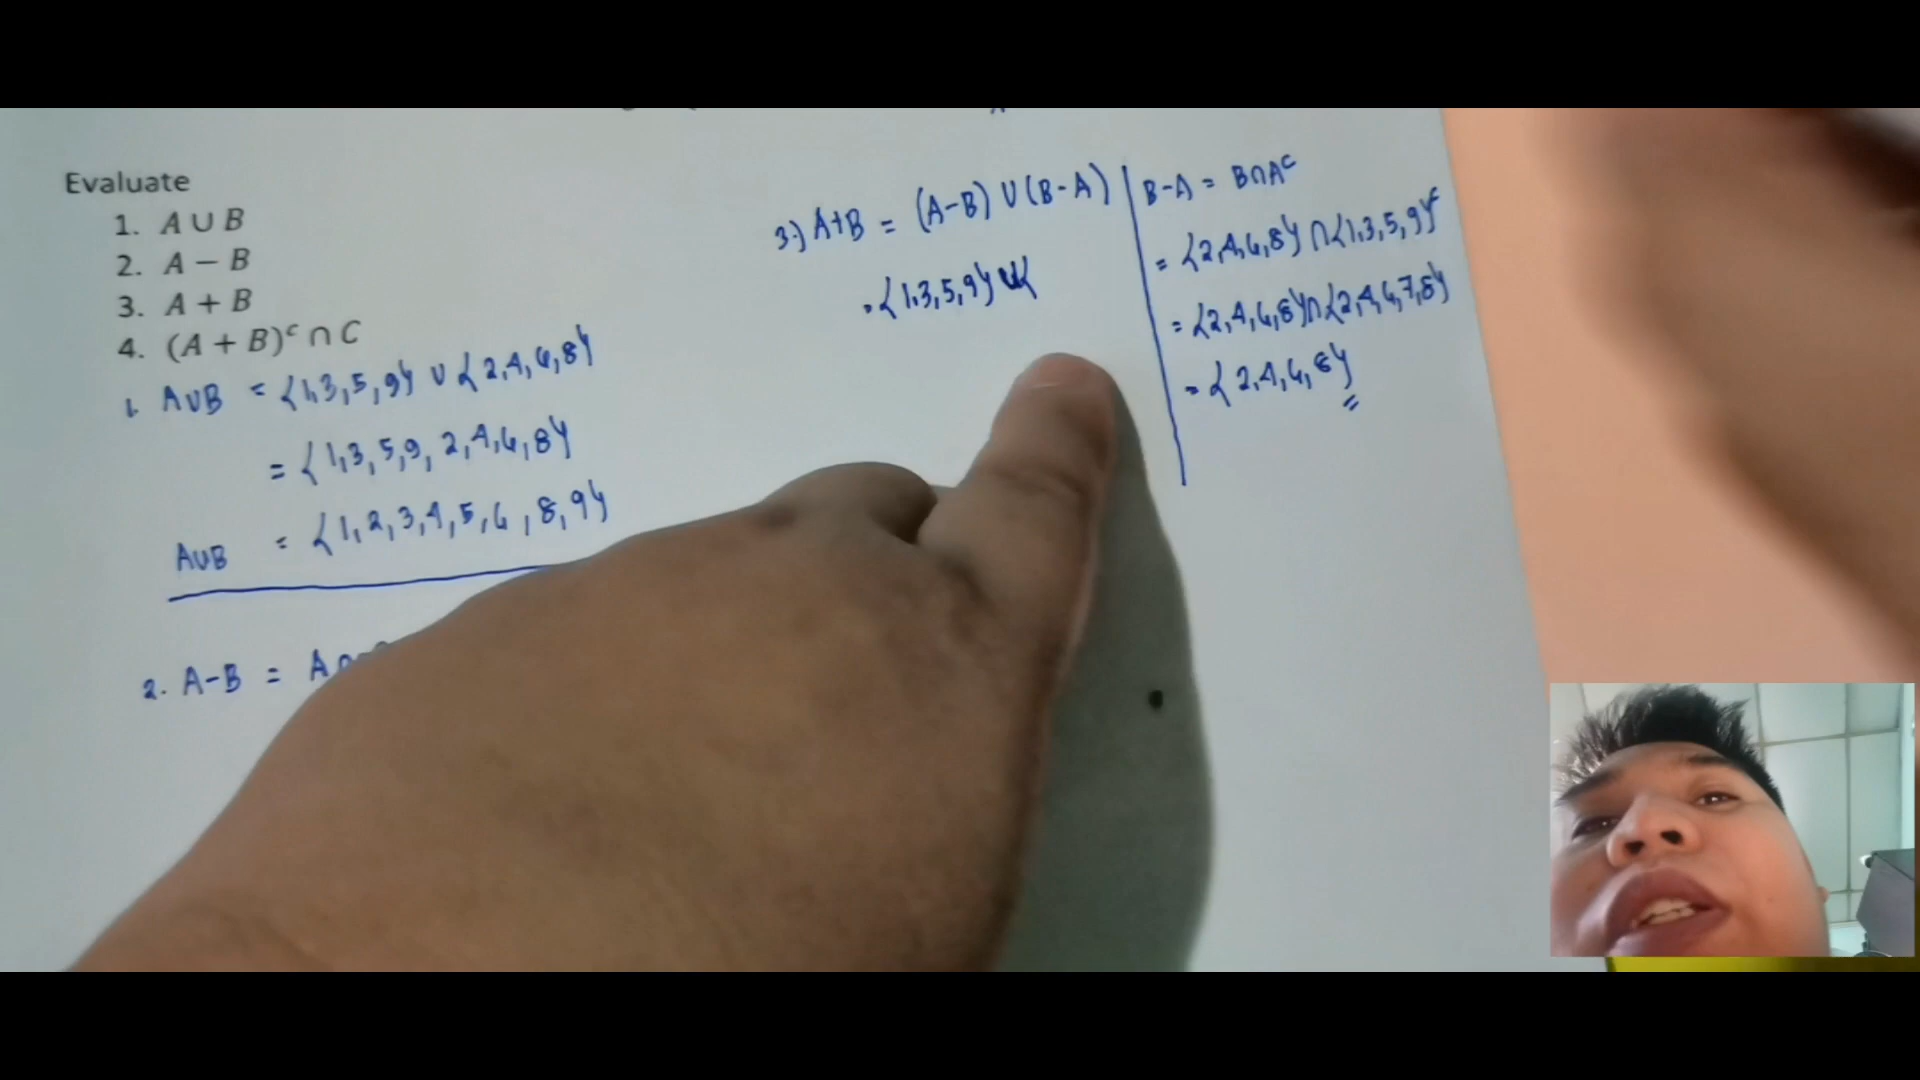 Evaluate
1. A ∪ B
2. A − B
3. A + B
4. (A + B)ᶜ ∩ C
1. A∪B = {1,3,5,9} ∪ {2,4,6,8}
= {1,3,5,9,2,4,6,8}
A∪B = {1,2,3,4,5,6,8,9}
2. A-B = A∩
3.) A+B = (A-B) ∪ (B-A)
= {1,3,5,9} ∪ {
B-A = B∩Aᶜ
= {2,4,6,8} ∩ {1,3,5,9}ᶜ
= {2,4,6,8} ∩ {2,4,6,7,8}
= {2,4,6,8}